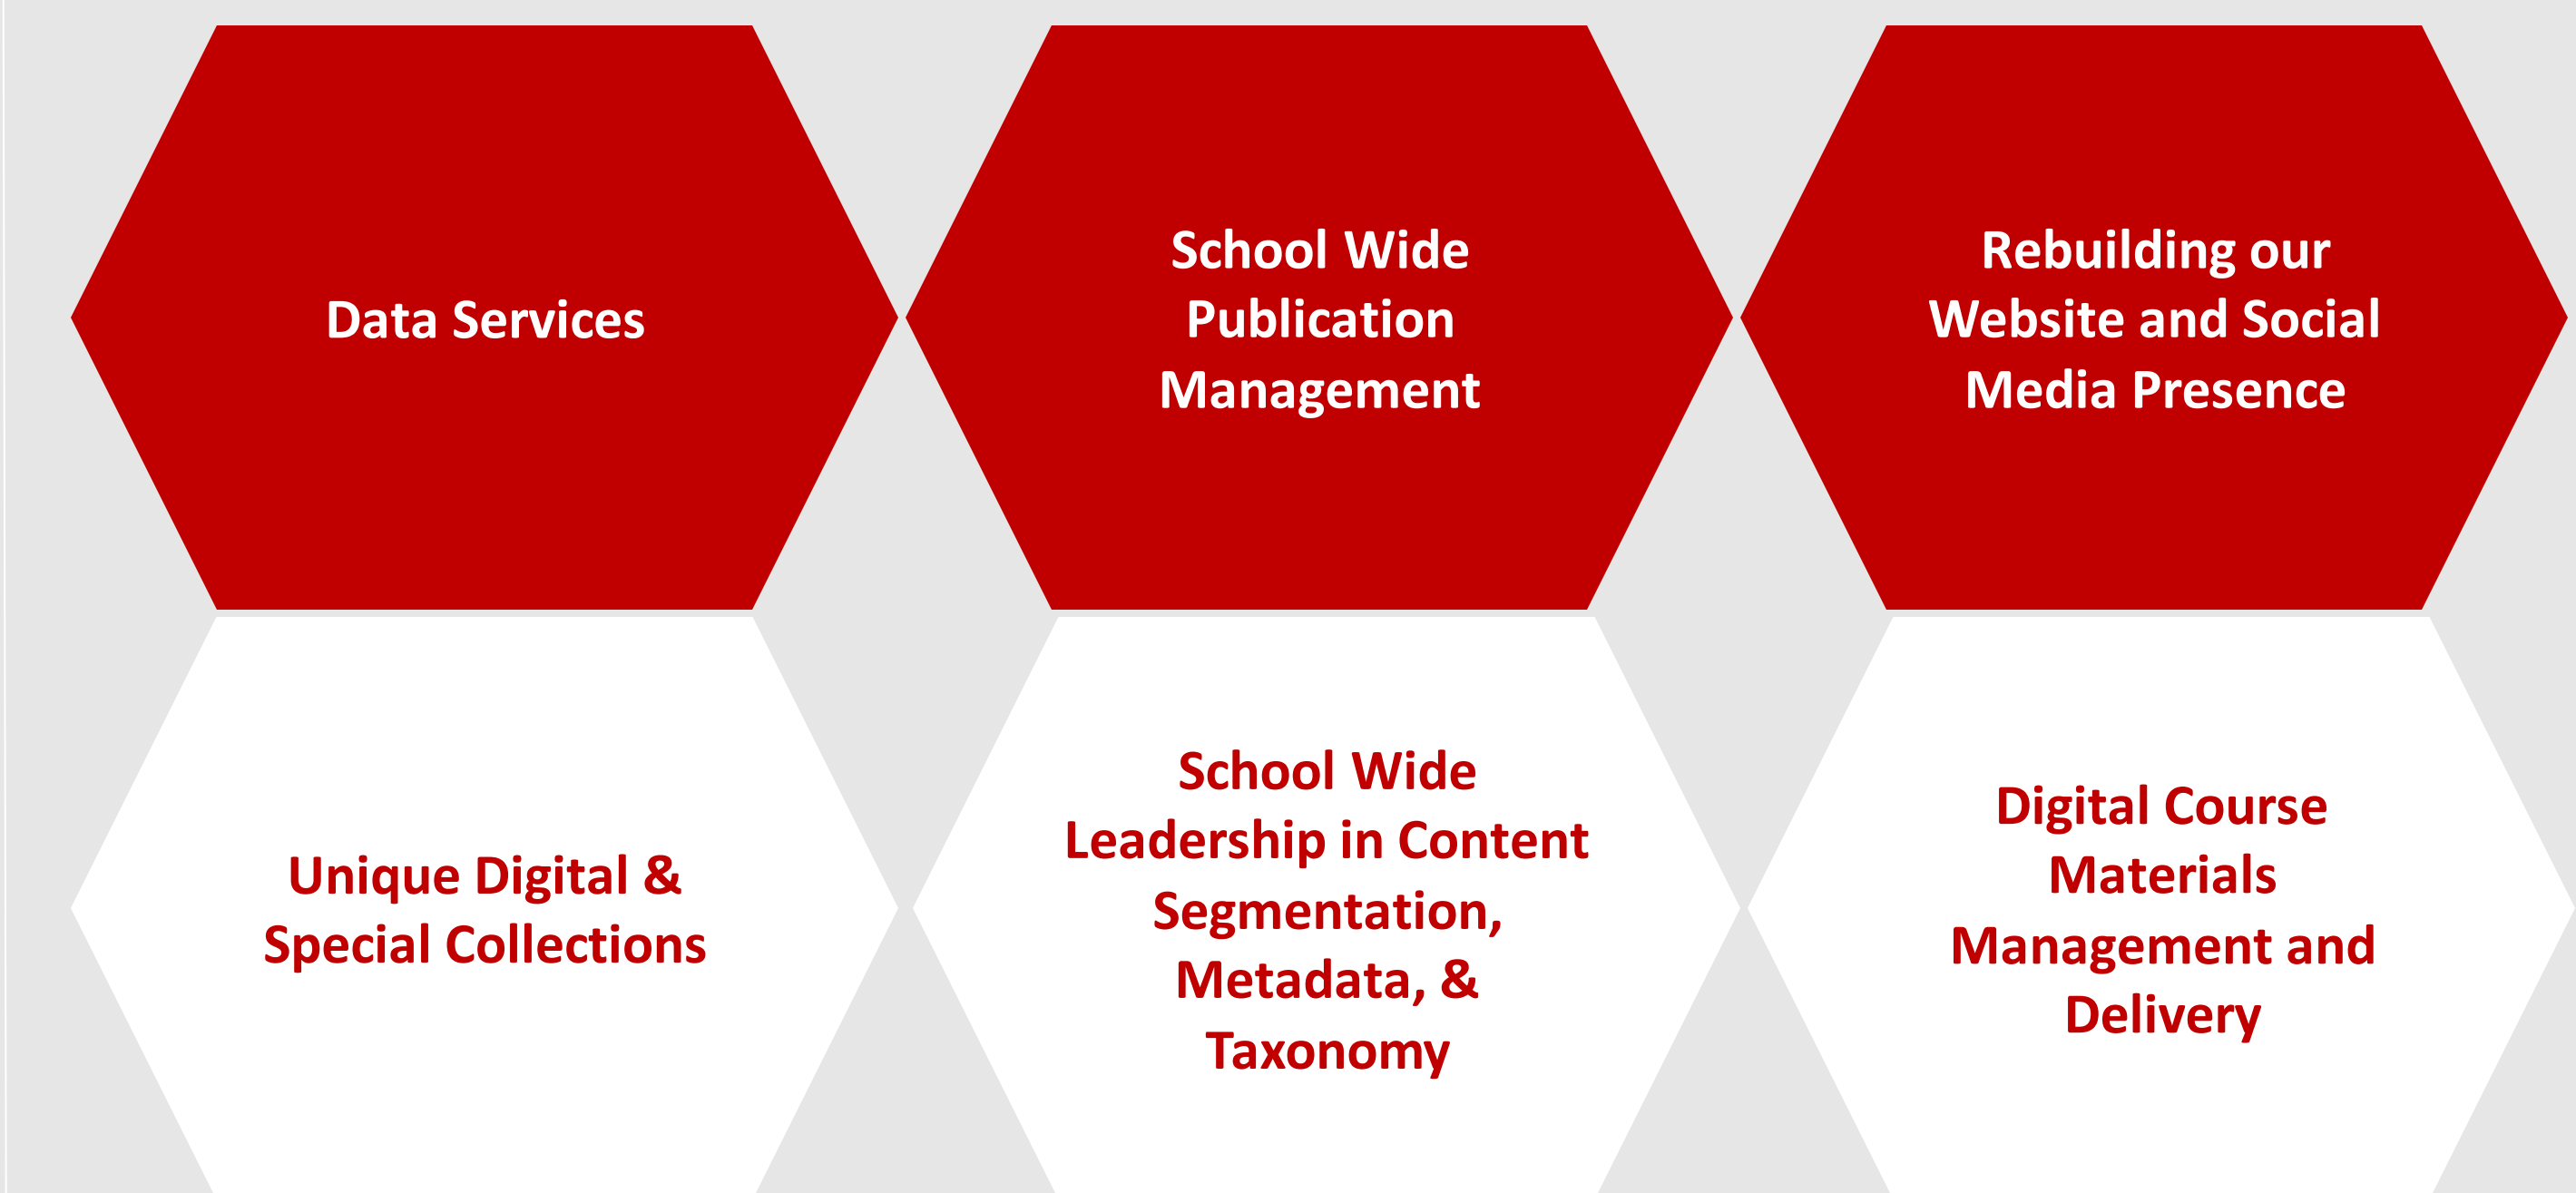 Data Services
School Wide
Publication
Management
Rebuilding our
Website and Social
Media Presence
Unique Digital &
Special Collections
School Wide
Leadership in Content
Segmentation,
Metadata, &
Taxonomy
Digital Course
Materials
Management and
Delivery